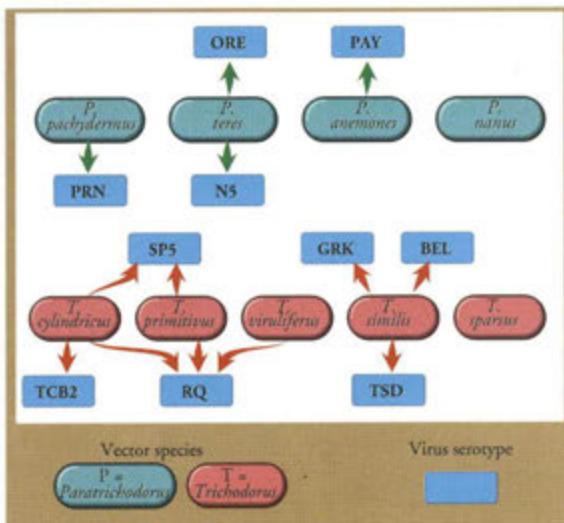 ORE
PAY
P.
pachydermus
P.
teres
P.
anemones
P.
nanus
PRN
N5
SP5
GRK
BEL
T.
cylindricus
T.
primitivus
T.
viruliferus
T.
similis
T.
sparsus
TCB2
RQ
TSD
Vector species
Virus serotype
P =
Paratrichodorus
T =
Trichodorus